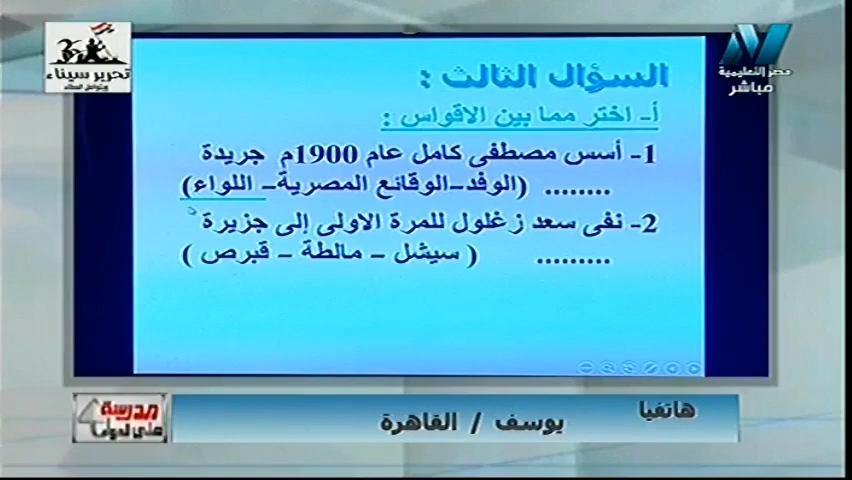 تحرير سيناء
ويتواصل العطاء
مصر التعليمية
مباشر
السؤال الثالث :
أ- اختر مما بين الاقواس :
1- أسس مصطفى كامل عام 1900م جريدة
........ (الوفد-الوقائع المصرية- اللواء)
2- نفى سعد زغلول للمرة الاولى إلى جزيرة
......... ( سيشل - مالطة - قبرص )
هاتفيا
مدرسة
على الهواء
يوسف / القاهرة